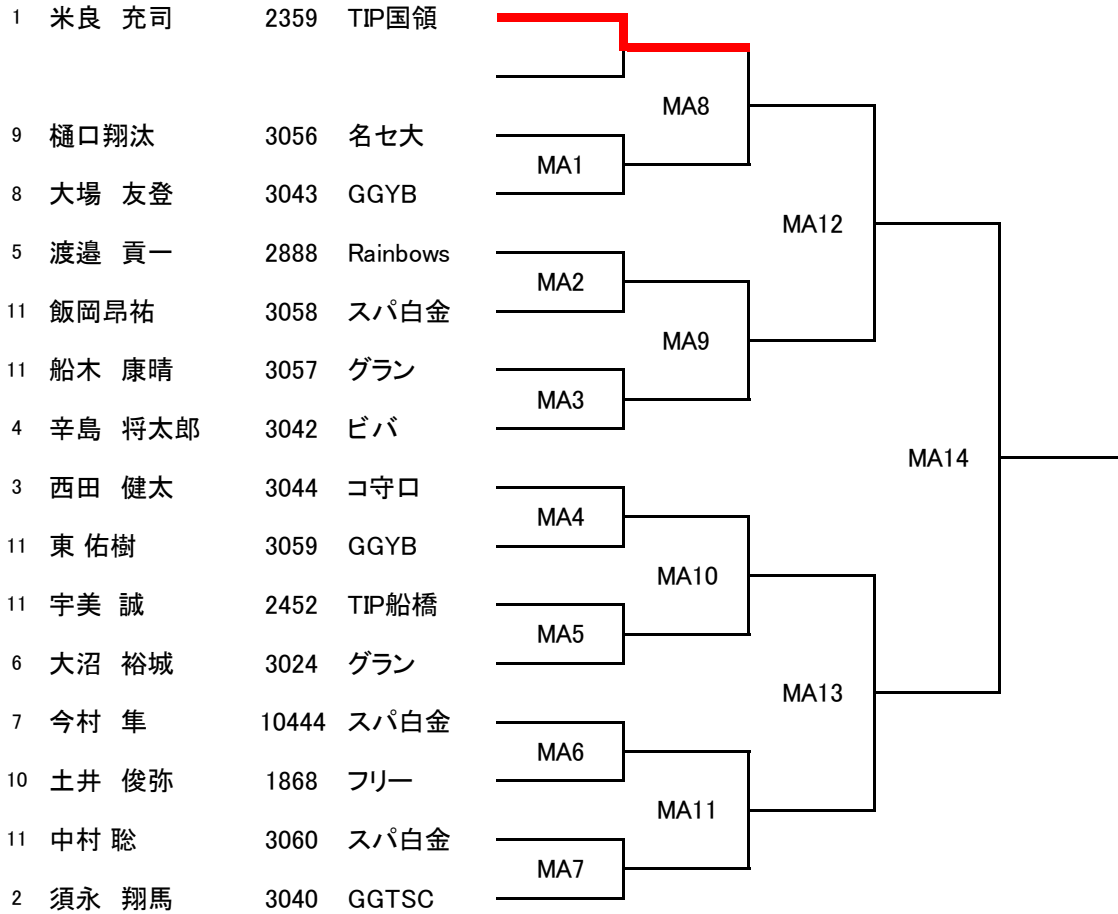 1 米良 充司 2359 TIP国領
MA8
9 樋口翔汰 3056 名セ大
MA1
8 大場 友登 3043 GGYB
MA12
5 渡邉 貢一 2888 Rainbows
MA2
11 飯岡昂祐 3058 スパ白金
MA9
11 船木 康晴 3057 グラン
MA3
4 辛島 将太郎 3042 ビバ
MA14
3 西田 健太 3044 コ守口
MA4
11 東 佑樹 3059 GGYB
MA10
11 宇美 誠 2452 TIP船橋
MA5
6 大沼 裕城 3024 グラン
MA13
7 今村 隼 10444 スパ白金
MA6
10 土井 俊弥 1868 フリー
MA11
11 中村 聡 3060 スパ白金
MA7
2 須永 翔馬 3040 GGTSC